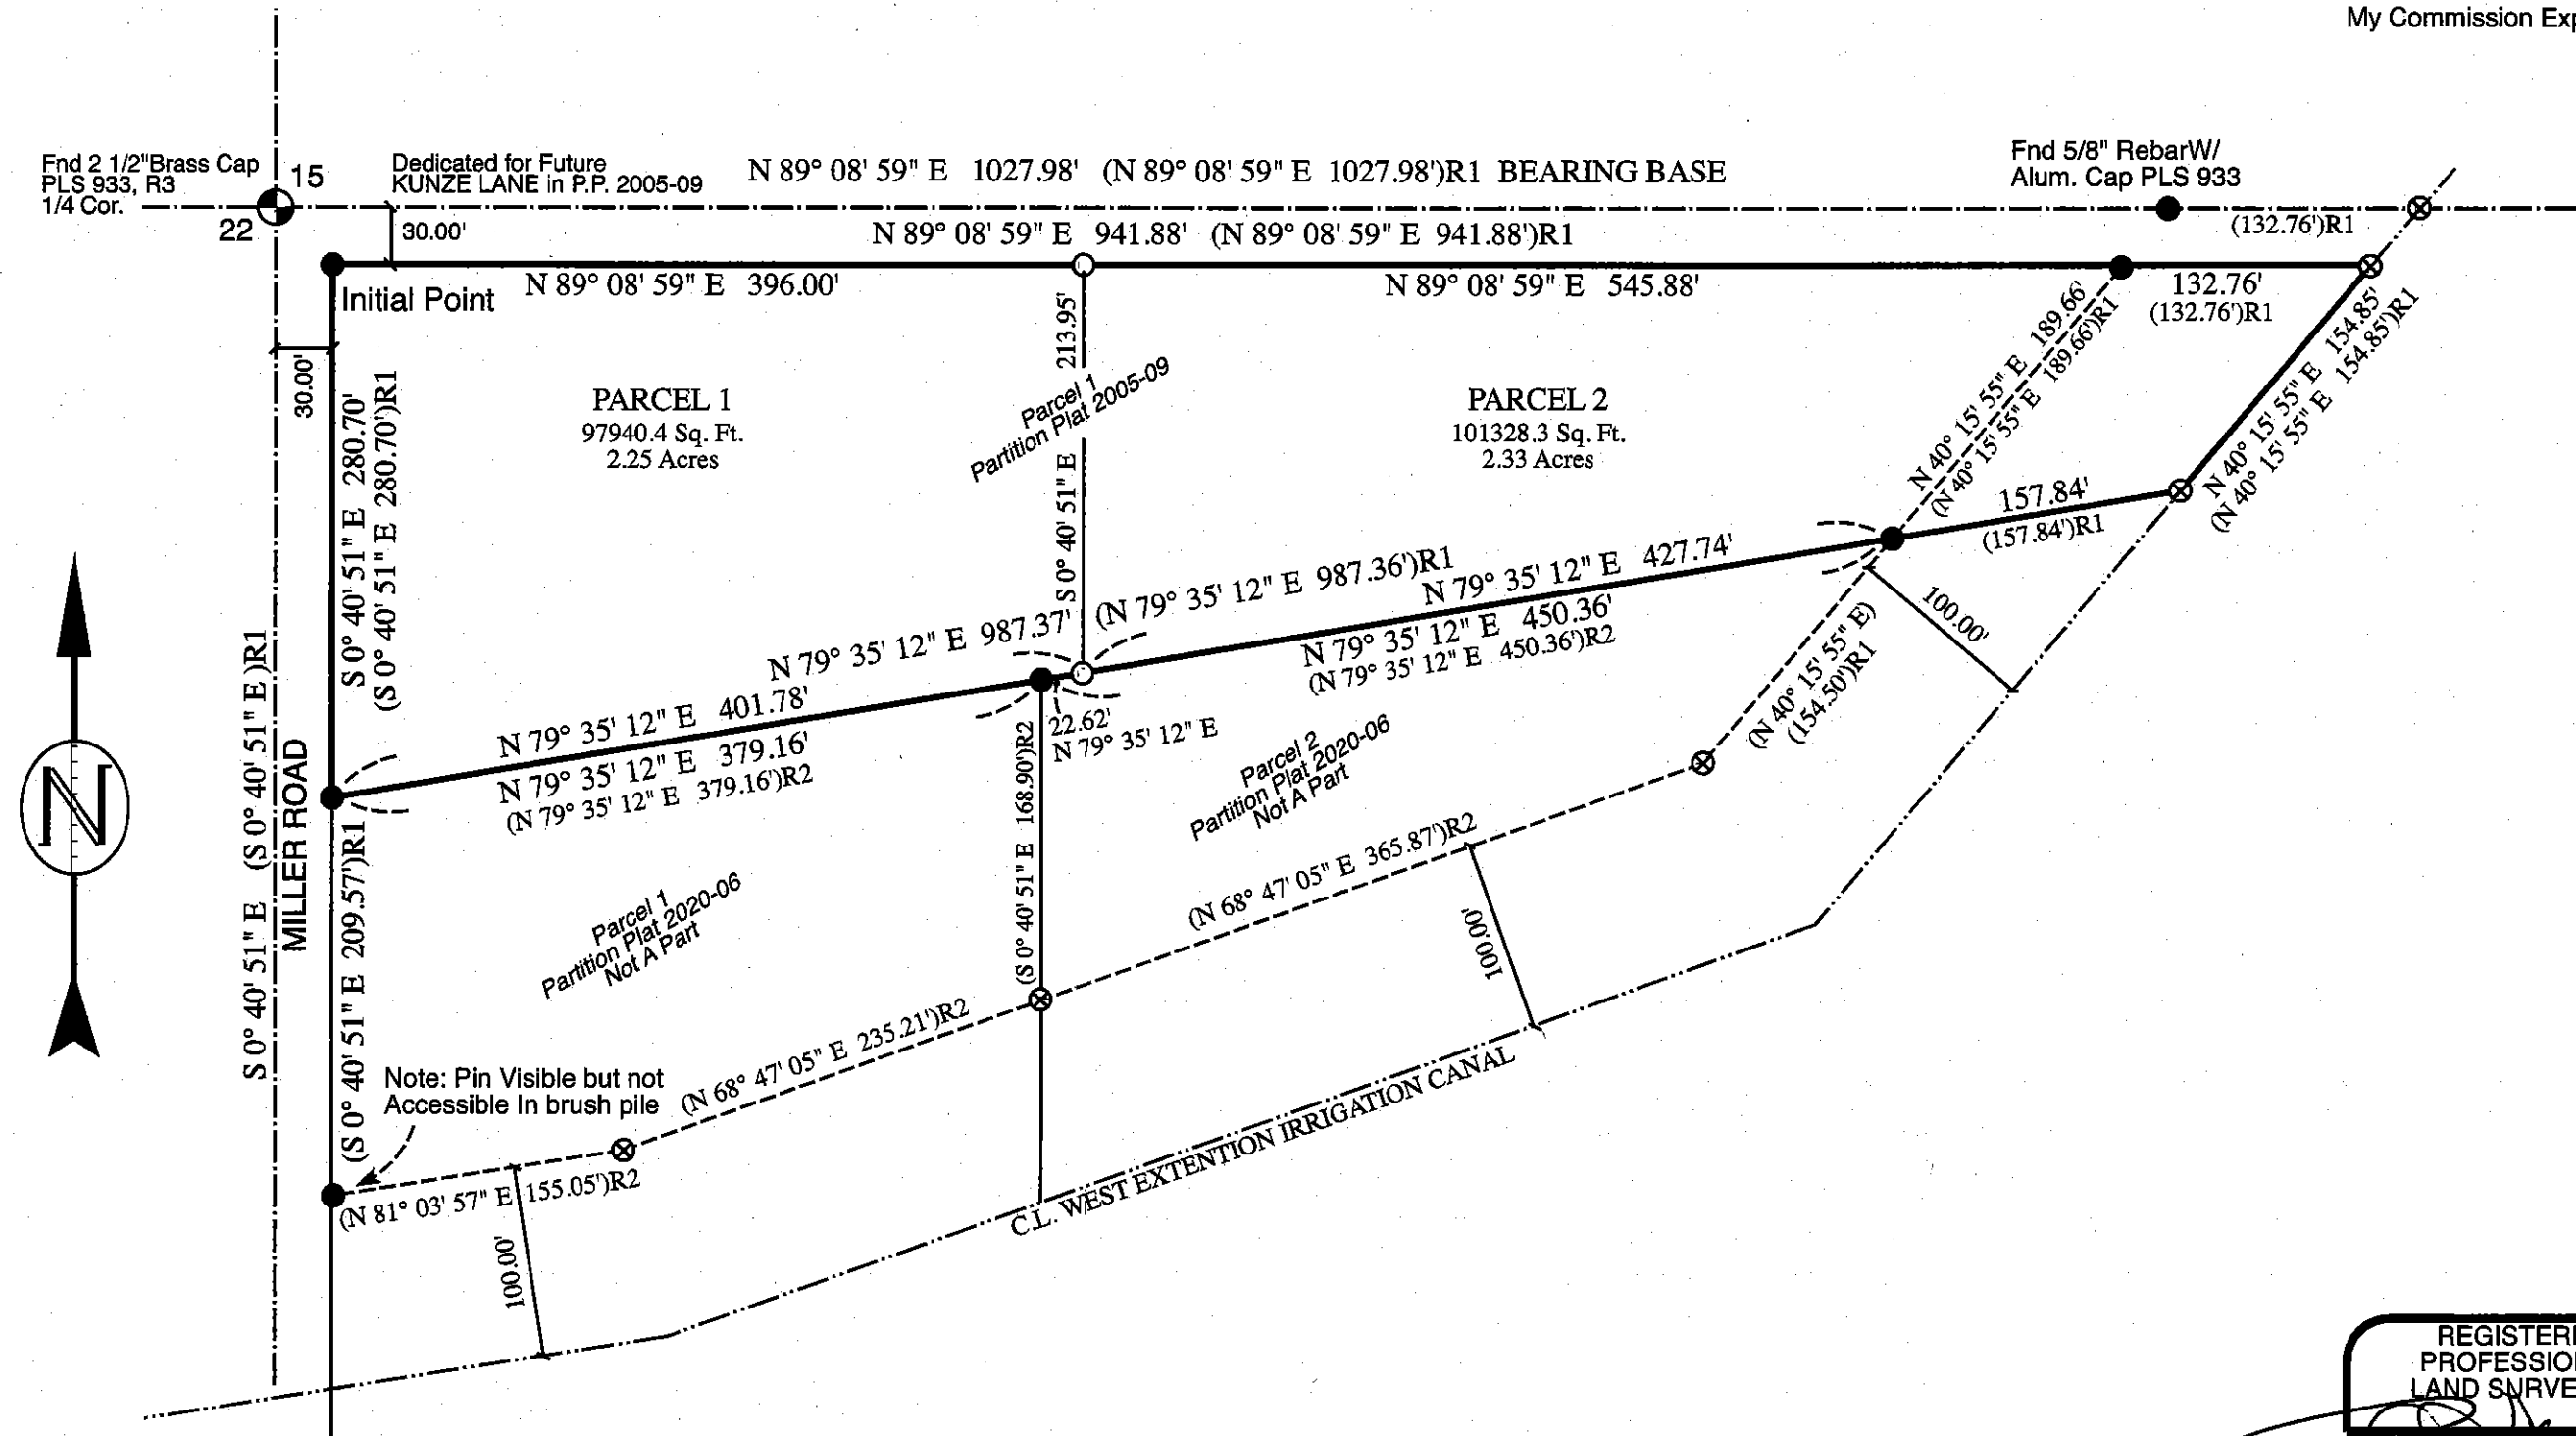 My Commission Exp
Fnd 2 1/2"Brass Cap
PLS 933, R3
1/4 Cor.
15
22
Dedicated for Future
KUNZE LANE in P.P. 2005-09
N 89° 08' 59" E 1027.98' (N 89° 08' 59" E 1027.98')R1 BEARING BASE
Fnd 5/8" RebarW/
Alum. Cap PLS 933
30.00'
N 89° 08' 59" E 941.88' (N 89° 08' 59" E 941.88')R1
(132.76')R1
Initial Point
N 89° 08' 59" E 396.00'
N 89° 08' 59" E 545.88'
132.76'
(132.76')R1
30.00'
S 0° 40' 51" E 280.70'
(S 0° 40' 51" E 280.70')R1
PARCEL 1
97940.4 Sq. Ft.
2.25 Acres
S 0° 40' 51" E 213.95'
Parcel 1
Partition Plat 2005-09
PARCEL 2
101328.3 Sq. Ft.
2.33 Acres
N 40° 15' 55" E 189.66'
(N 40° 15' 55" E 189.66')R1
N 40° 15' 55" E 154.85'
(N 40° 15' 55" E 154.85')R1
157.84'
(157.84')R1
N 79° 35' 12" E 987.37'
(N 79° 35' 12" E 987.36')R1
N 79° 35' 12" E 427.74'
N 79° 35' 12" E 450.36'
(N 79° 35' 12" E 450.36')R2
N 79° 35' 12" E 401.78'
N 79° 35' 12" E 379.16'
(N 79° 35' 12" E 379.16')R2
22.62'
N 79° 35' 12" E
100.00'
(N 40° 15' 55" E)
(154.50')R1
S 0° 40' 51" E (S 0° 40' 51" E)R1
MILLER ROAD
N
(S 0° 40' 51" E 209.57')R1
(S 0° 40' 51" E 168.90')R2
Parcel 2
Partition Plat 2020-06
Not A Part
Parcel 1
Partition Plat 2020-06
Not A Part
(N 68° 47' 05" E 365.87')R2
100.00'
Note: Pin Visible but not
Accessible In brush pile
(N 68° 47' 05" E 235.21')R2
(N 81° 03' 57" E 155.05')R2
100.00'
C.L. WEST EXTENTION IRRIGATION CANAL
REGISTER
PROFESSIO
LAND SNRVE